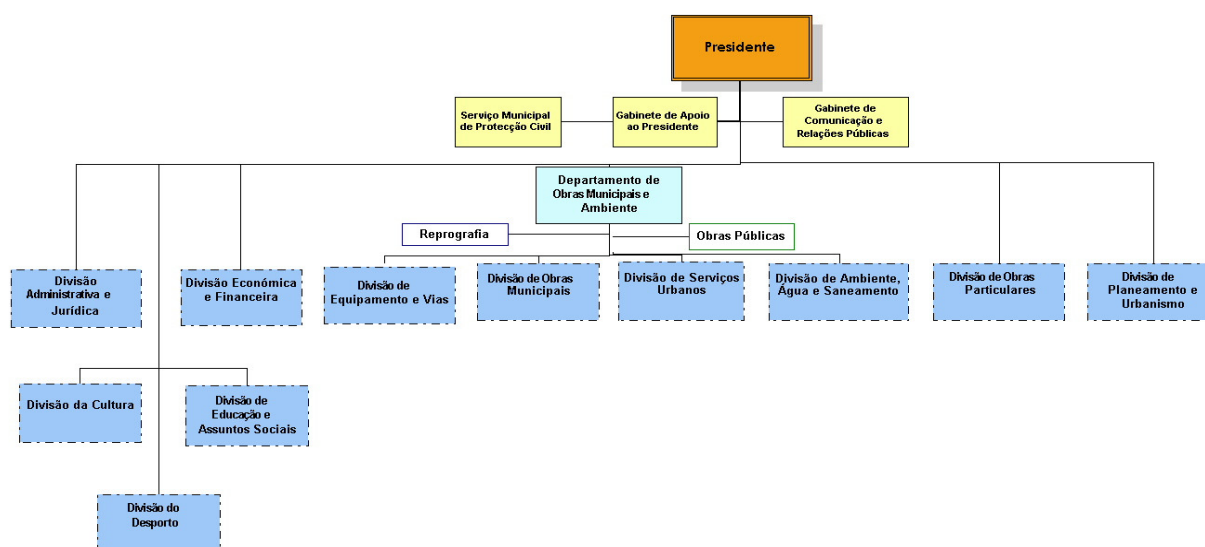 Presidente
Serviço Municipal
de Protecção Civil
Gabinete de Apoio
ao Presidente
Gabinete de
Comunicação e
Relações Públicas
Departamento de
Obras Municipais e
Ambiente
Reprografia
Obras Públicas
Divisão
Administrativa e
Jurídica
Divisão Económica
e Financeira
Divisão de
Equipamento e Vias
Divisão de Obras
Municipais
Divisão de Serviços
Urbanos
Divisão de Ambiente,
Água e Saneamento
Divisão de Obras
Particulares
Divisão de
Planeamento e
Urbanismo
Divisão da Cultura
Divisão de
Educação e
Assuntos Sociais
Divisão do
Desporto